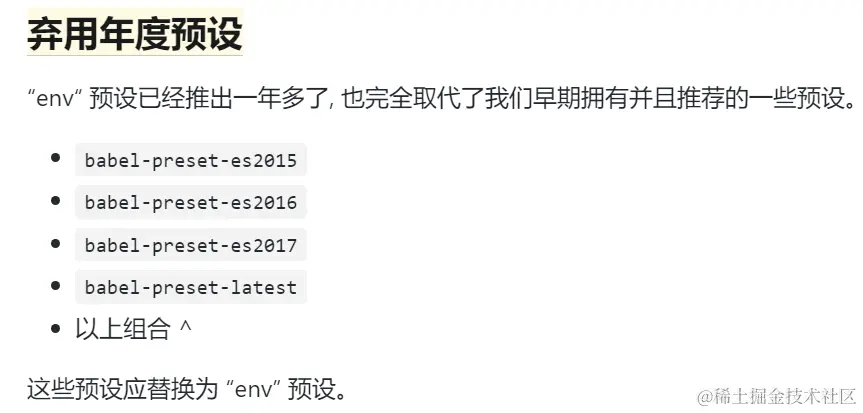 弃用年度预设
“env“ 预设已经推出一年多了, 也完全取代了我们早期拥有并且推荐的一些预设。
babel-preset-es2015
babel-preset-es2016
babel-preset-es2017
babel-preset-latest
以上组合 ^
这些预设应替换为 “env” 预设。
@稀土掘金技术社区